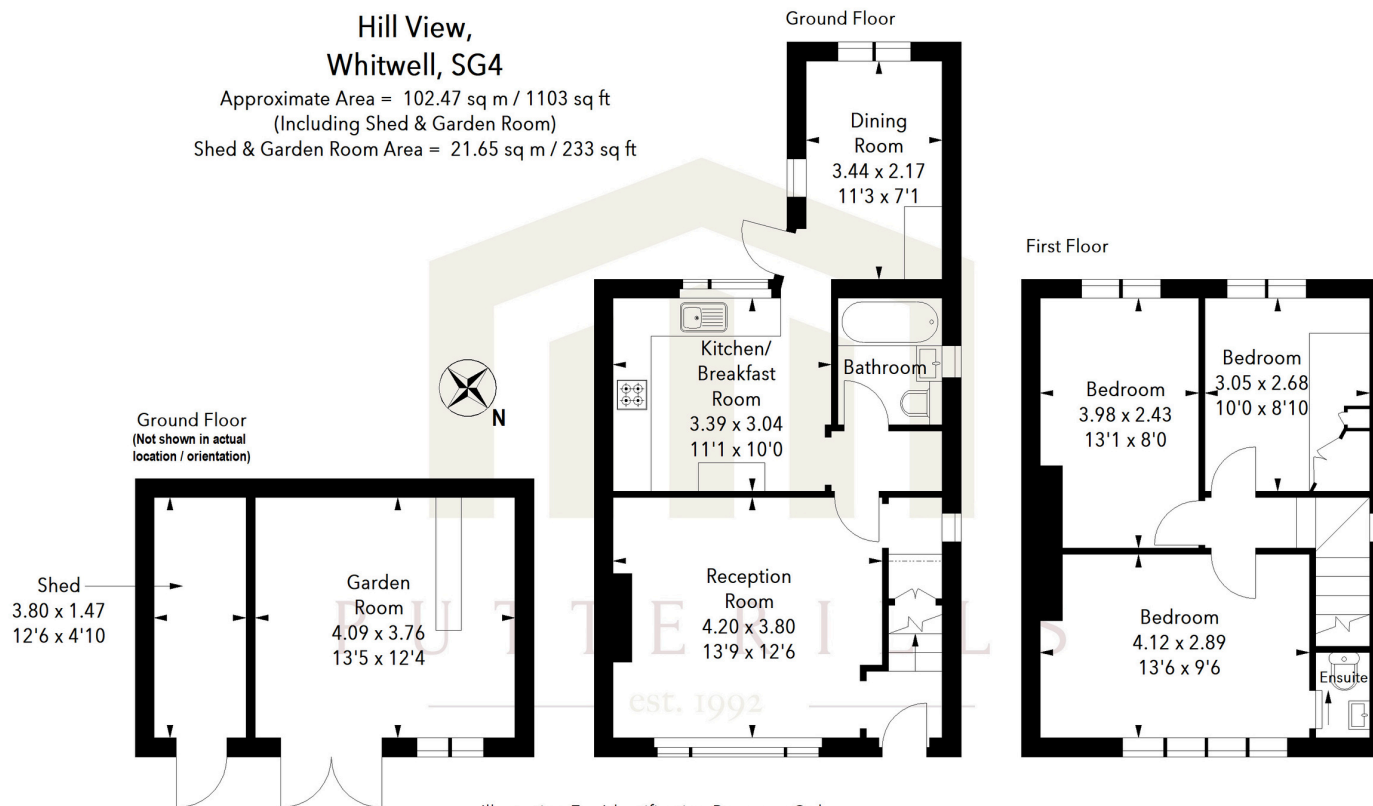 Hill View,
Whitwell, SG4
Approximate Area = 102.47 sq m / 1103 sq ft
(Including Shed & Garden Room)
Shed & Garden Room Area = 21.65 sq m / 233 sq ft
Ground Floor
Dining
Room
3.44 x 2.17
11'3 x 7'1
First Floor
Kitchen/
Breakfast
Room
3.39 x 3.04
11'1 x 10'0
Bathroom
Bedroom
3.98 x 2.43
13'1 x 8'0
Bedroom
3.05 x 2.68
10'0 x 8'10
N
Ground Floor
(Not shown in actual
location / orientation)
Shed
3.80 x 1.47
12'6 x 4'10
Garden
Room
4.09 x 3.76
13'5 x 12'4
Reception
Room
4.20 x 3.80
13'9 x 12'6
Bedroom
4.12 x 2.89
13'6 x 9'6
Ensuite
PUTTERILLS
est. 1992